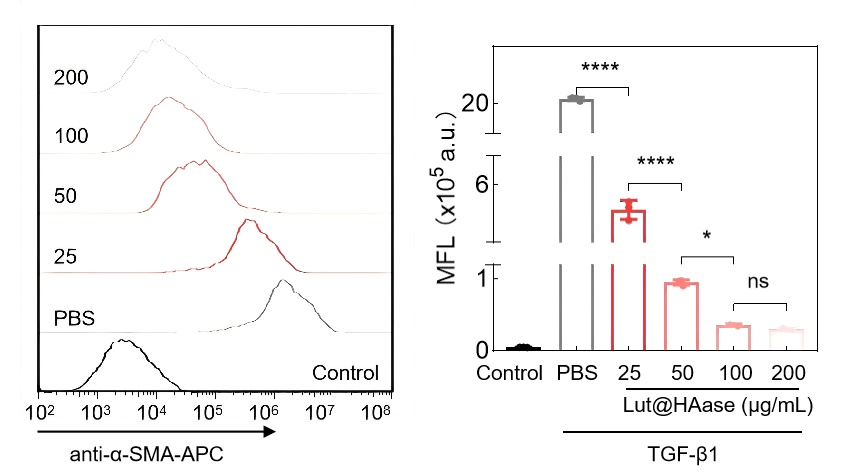 200
100
50
25
PBS
Control
10² 10³ 10⁴ 10⁵ 10⁶ 10⁷ 10⁸
anti-α-SMA-APC
MFL (x10⁵ a.u.)
20
6
1
0
****
****
*
ns
Control PBS 25 50 100 200
Lut@HAase (μg/mL)
TGF-β1